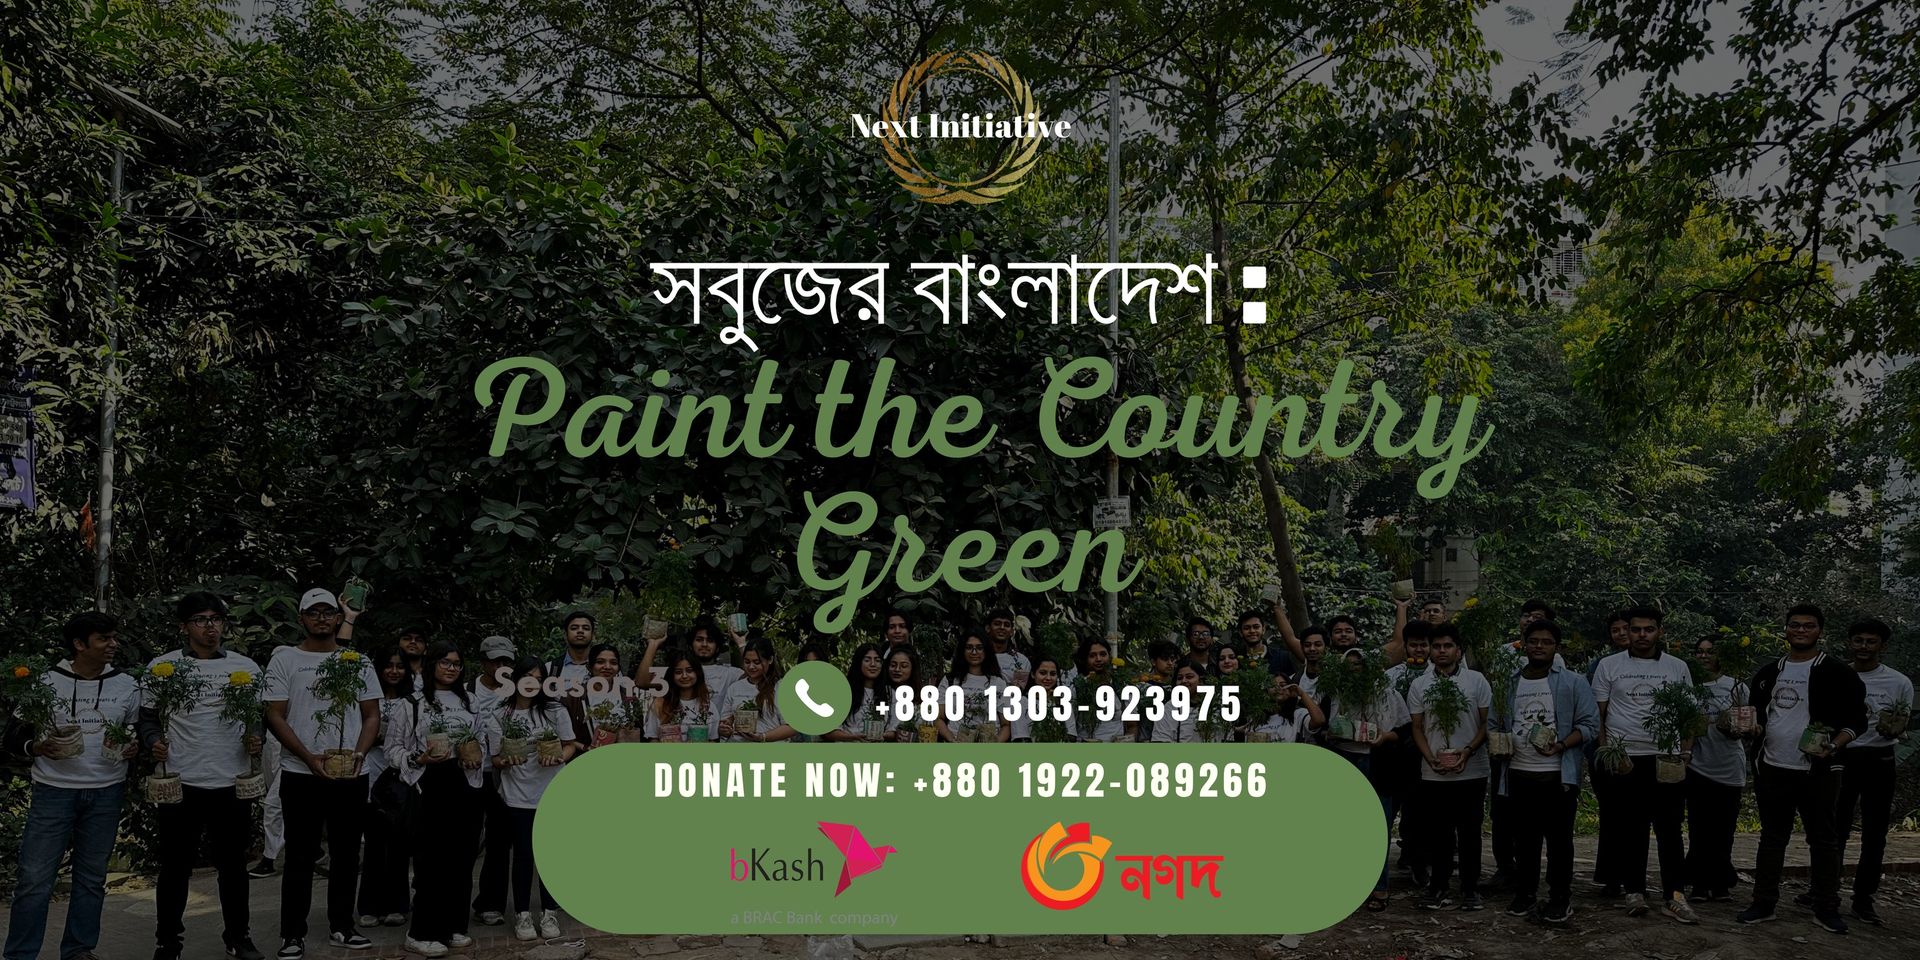 Next Initiative
সবুজের বাংলাদেশ :
Paint the Country
Green
Season 3
+880 1303-923975
DONATE NOW: +880 1922-089266
bKash
a BRAC Bank company
নগদ